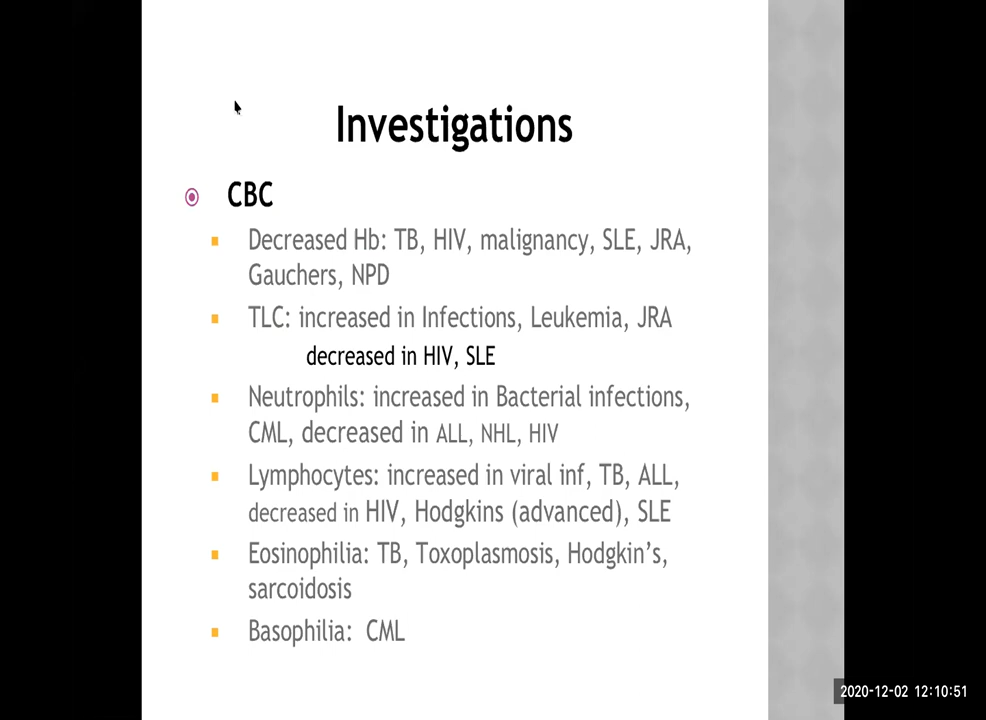 Investigations
CBC
Decreased Hb: TB, HIV, malignancy, SLE, JRA,
Gauchers, NPD
TLC: increased in Infections, Leukemia, JRA
decreased in HIV, SLE
Neutrophils: increased in Bacterial infections,
CML, decreased in ALL, NHL, HIV
Lymphocytes: increased in viral inf, TB, ALL,
decreased in HIV, Hodgkins (advanced), SLE
Eosinophilia: TB, Toxoplasmosis, Hodgkin’s,
sarcoidosis
Basophilia: CML
2020-12-02 12:10:51